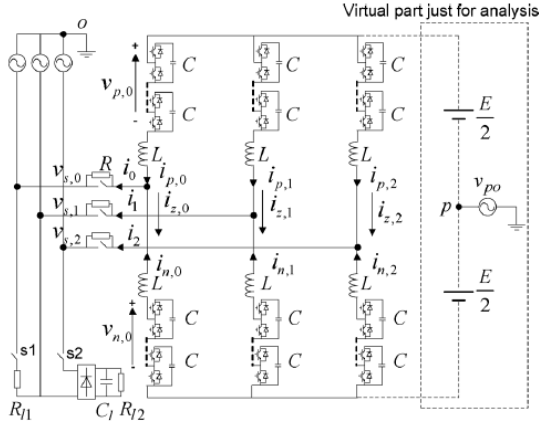 Virtual part just for analysis
o
+
v_{p,0}
-
C
C
C
C
C
C
L
L
L
v_{s,0}
R
i_0
i_{p,0}
i_{p,1}
i_{p,2}
v_{s,1}
i_1
i_{z,0}
i_{z,1}
i_{z,2}
v_{s,2}
i_2
i_{n,0}
i_{n,1}
i_{n,2}
L
L
L
+
v_{n,0}
-
C
C
C
C
C
C
s1
s2
R_{l1}
C_l
R_{l2}
E
2
p
v_{po}
E
2